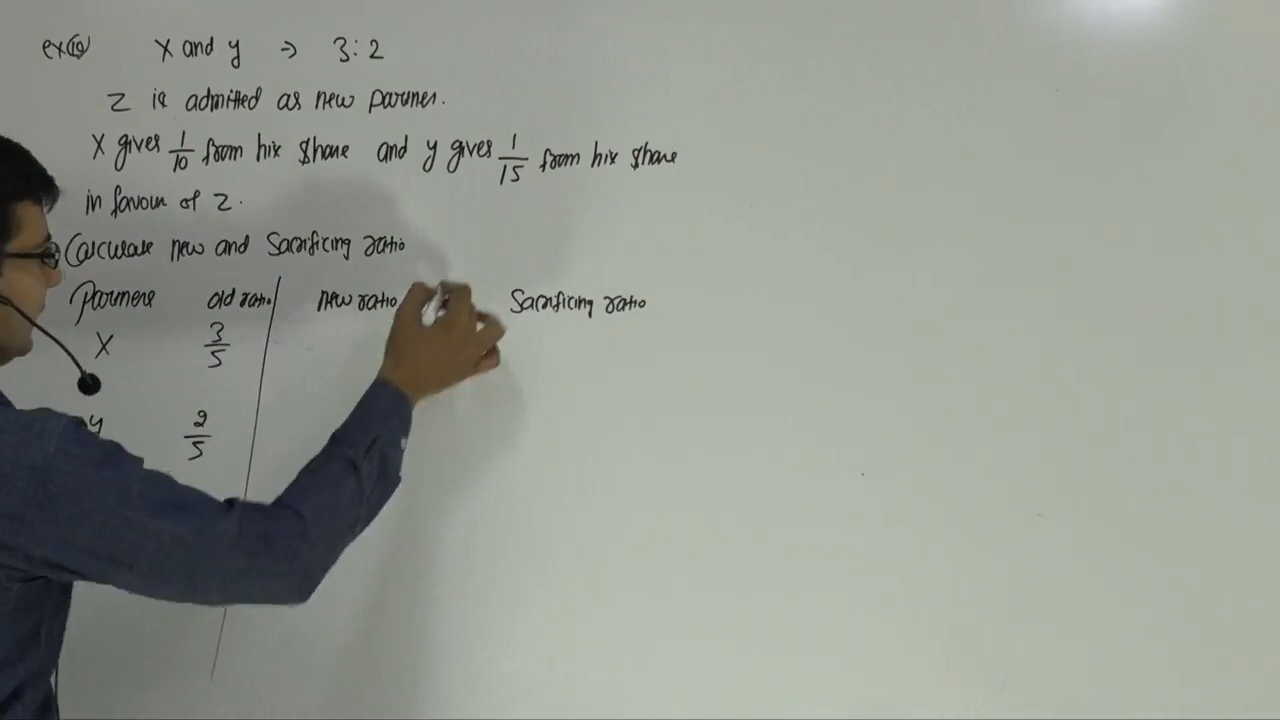 ex(10) X and y → 3:2
Z is admitted as new partner.
X gives 1/10 from his share and y gives 1/15 from his share
in favour of Z.
Calculate new and Sacrificing ratio
Partners old ratio new ratio Sacrificing ratio
X 3/5
y 2/5